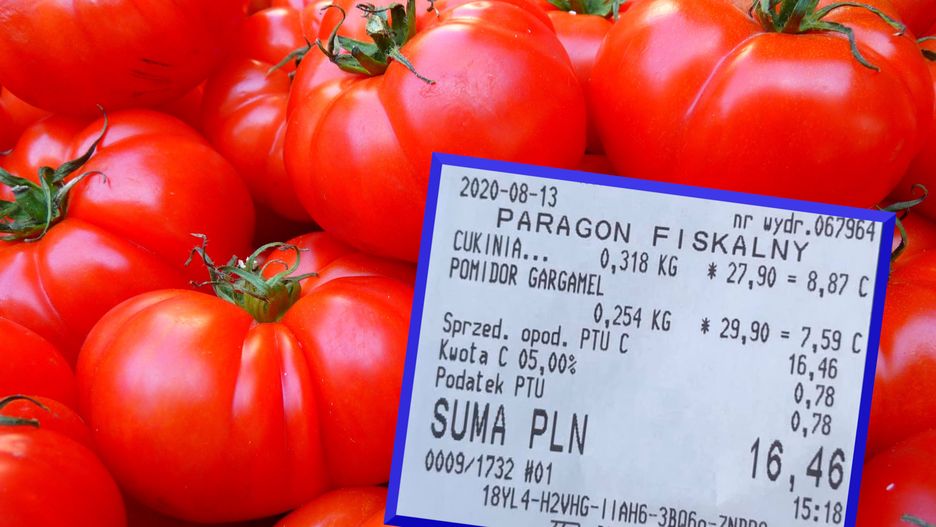 2020-08-13 nr wydr.067964
PARAGON FISKALNY
CUKINIA... 0,318 KG * 27,90 = 8,87 C
POMIDOR GARGAMEL
0,254 KG * 29,90 = 7,59 C
Sprzed. opod. PTU C 16,46
Kwota C 05,00% 0,78
Podatek PTU 0,78
SUMA PLN 16,46
0009/1732 #01 15:18